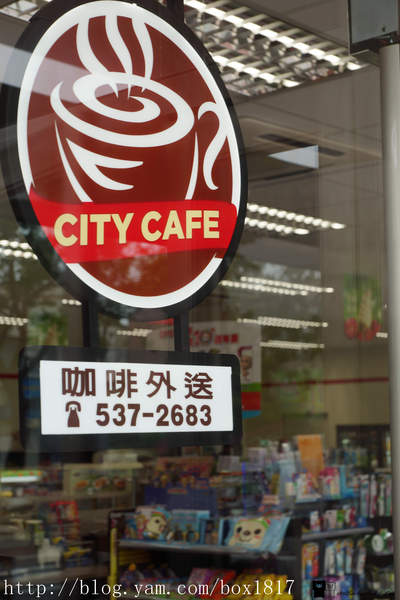 CITY CAFE
咖啡外送
☎ 537-2683
http://blog.yam.com/box1817